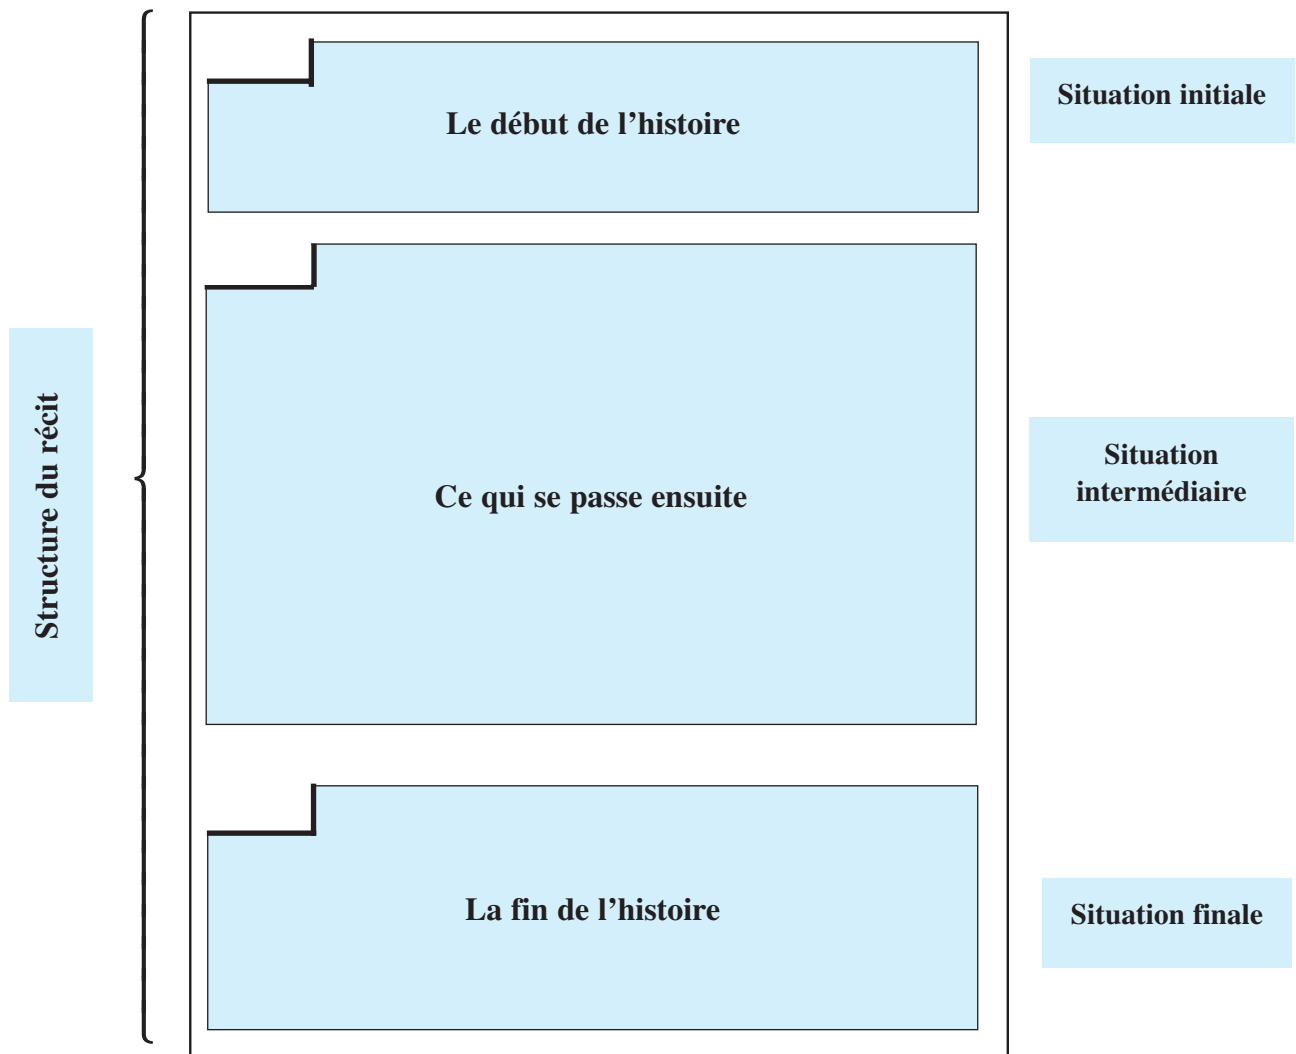 Structure du récit
Le début de l’histoire
Situation initiale
Ce qui se passe ensuite
Situation
intermédiaire
La fin de l’histoire
Situation finale